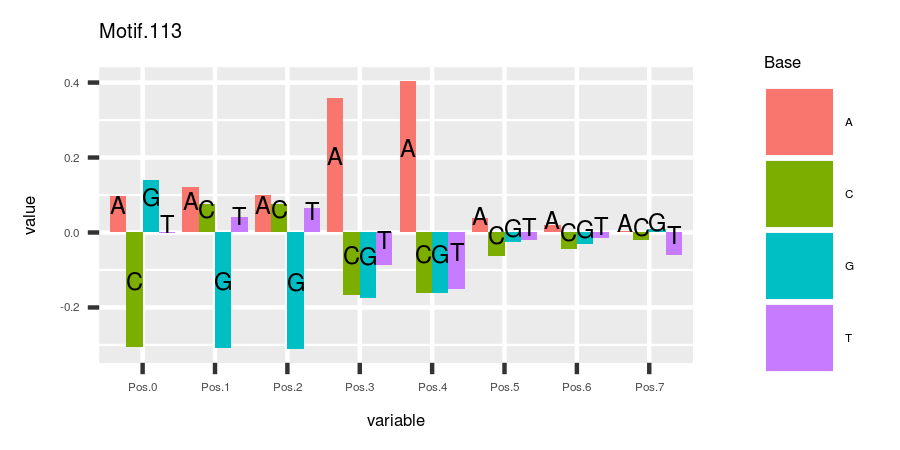 Motif.113
Base
value
0.4
0.2
0.0
-0.2
A C G T
A C G T
A C G T
A C G T
A C G T
A C G T
A C G T
A C G T
Pos.0 Pos.1 Pos.2 Pos.3 Pos.4 Pos.5 Pos.6 Pos.7
variable
A
C
G
T